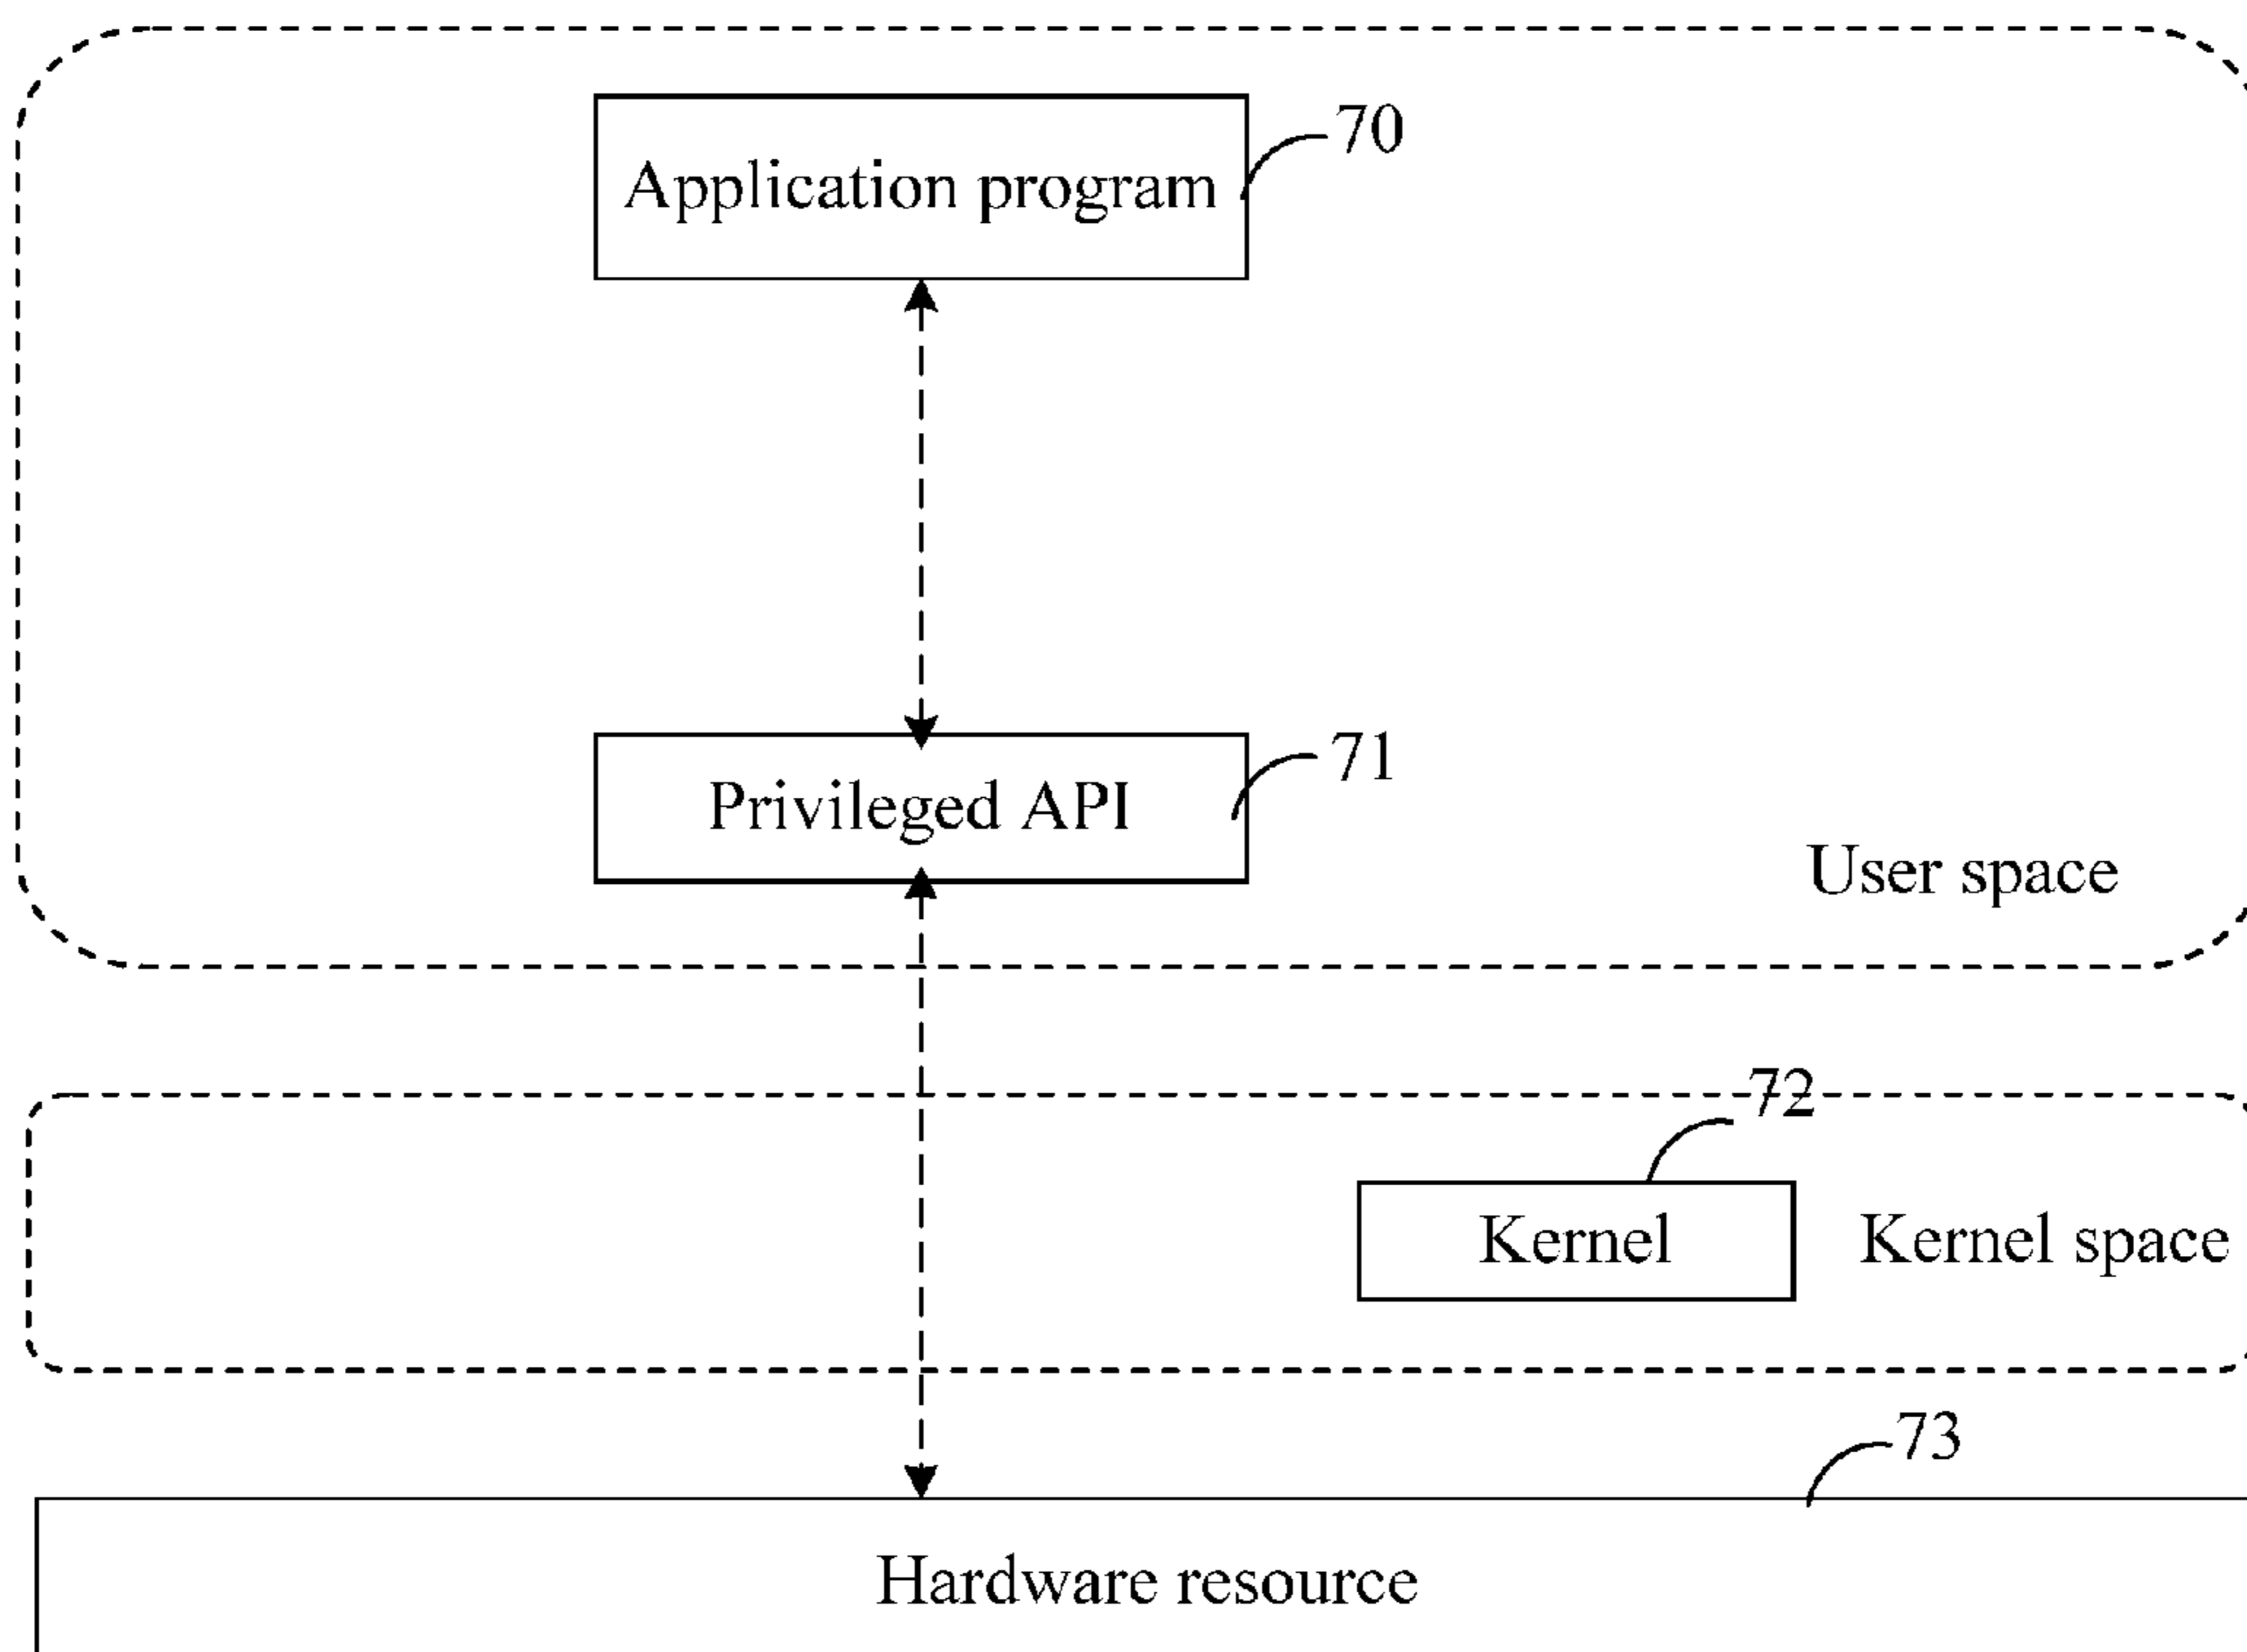 70
Application program
71
Privileged API
User space
72
Kernel
Kernel space
73
Hardware resource